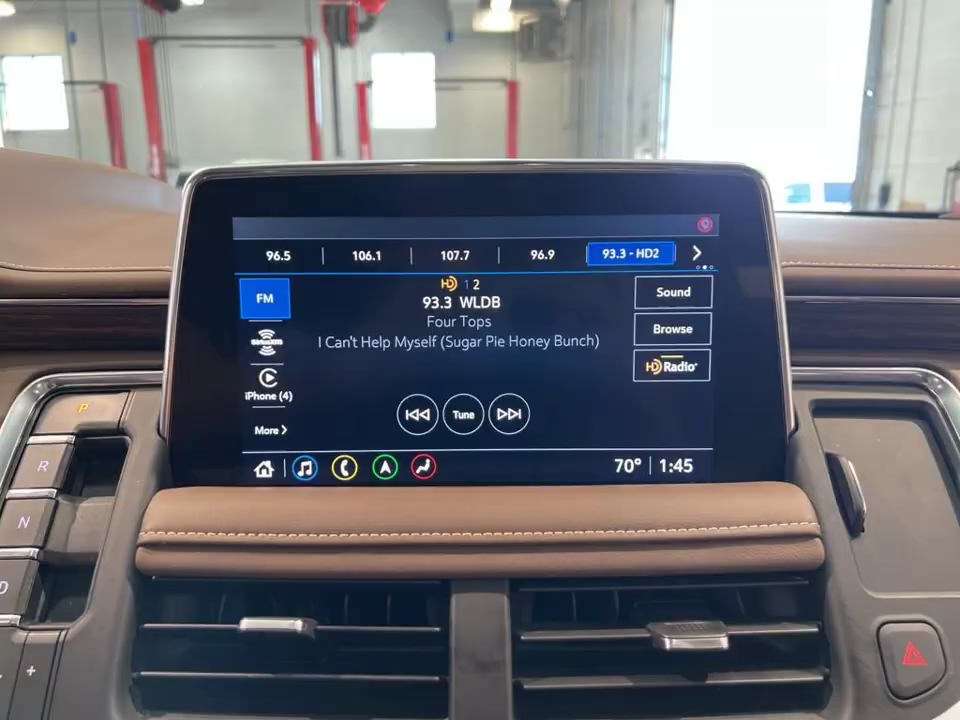 96.5 106.1 107.7 96.9 93.3 - HD2
HD 1 2
FM
93.3 WLDB
Four Tops
I Can't Help Myself (Sugar Pie Honey Bunch)
Sound
Browse
HD Radio
SiriusXM
iPhone (4)
More
Tune
70° 1:45
P
R
N
D
+